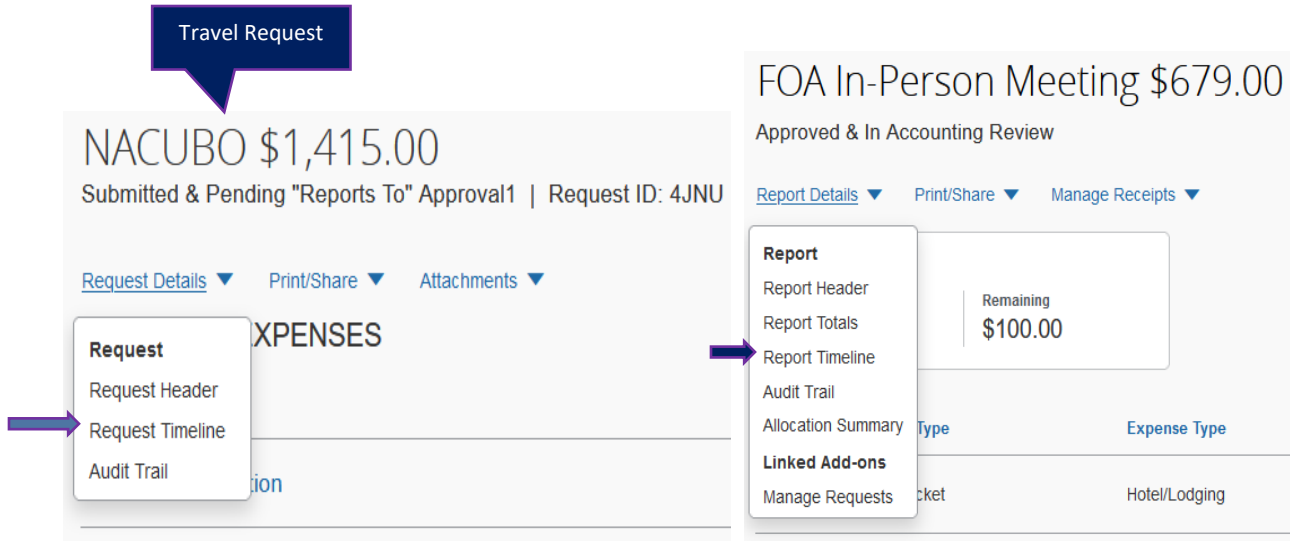 Travel Request
NACUBO $1,415.00
Submitted & Pending "Reports To" Approval1 | Request ID: 4JNU
Request Details Print/Share Attachments
XPENSES
Request
Request Header
Request Timeline
Audit Trail
tion
FOA In-Person Meeting $679.00
Approved & In Accounting Review
Report Details Print/Share Manage Receipts
Report
Report Header
Report Totals
Report Timeline
Audit Trail
Allocation Summary
Linked Add-ons
Manage Requests
Remaining
$100.00
Type Expense Type
cket Hotel/Lodging